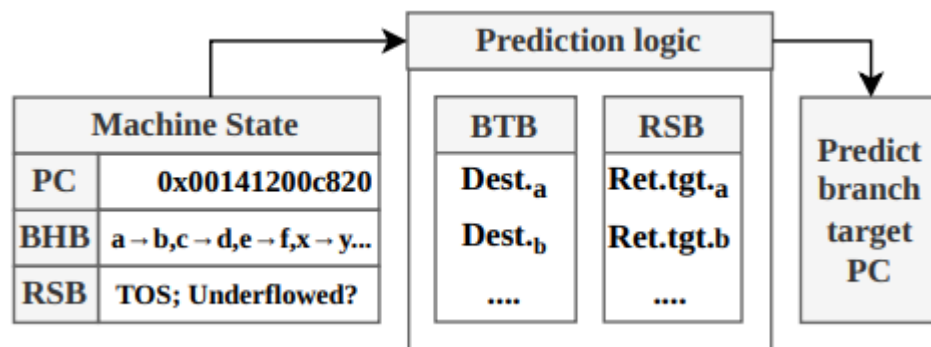 Prediction logic
Machine State
PC 0x00141200c820
BHB a→b,c→d,e→f,x→y...
RSB TOS; Underflowed?
BTB
Dest.a
Dest.b
....
RSB
Ret.tgt.a
Ret.tgt.b
....
Predict
branch
target
PC